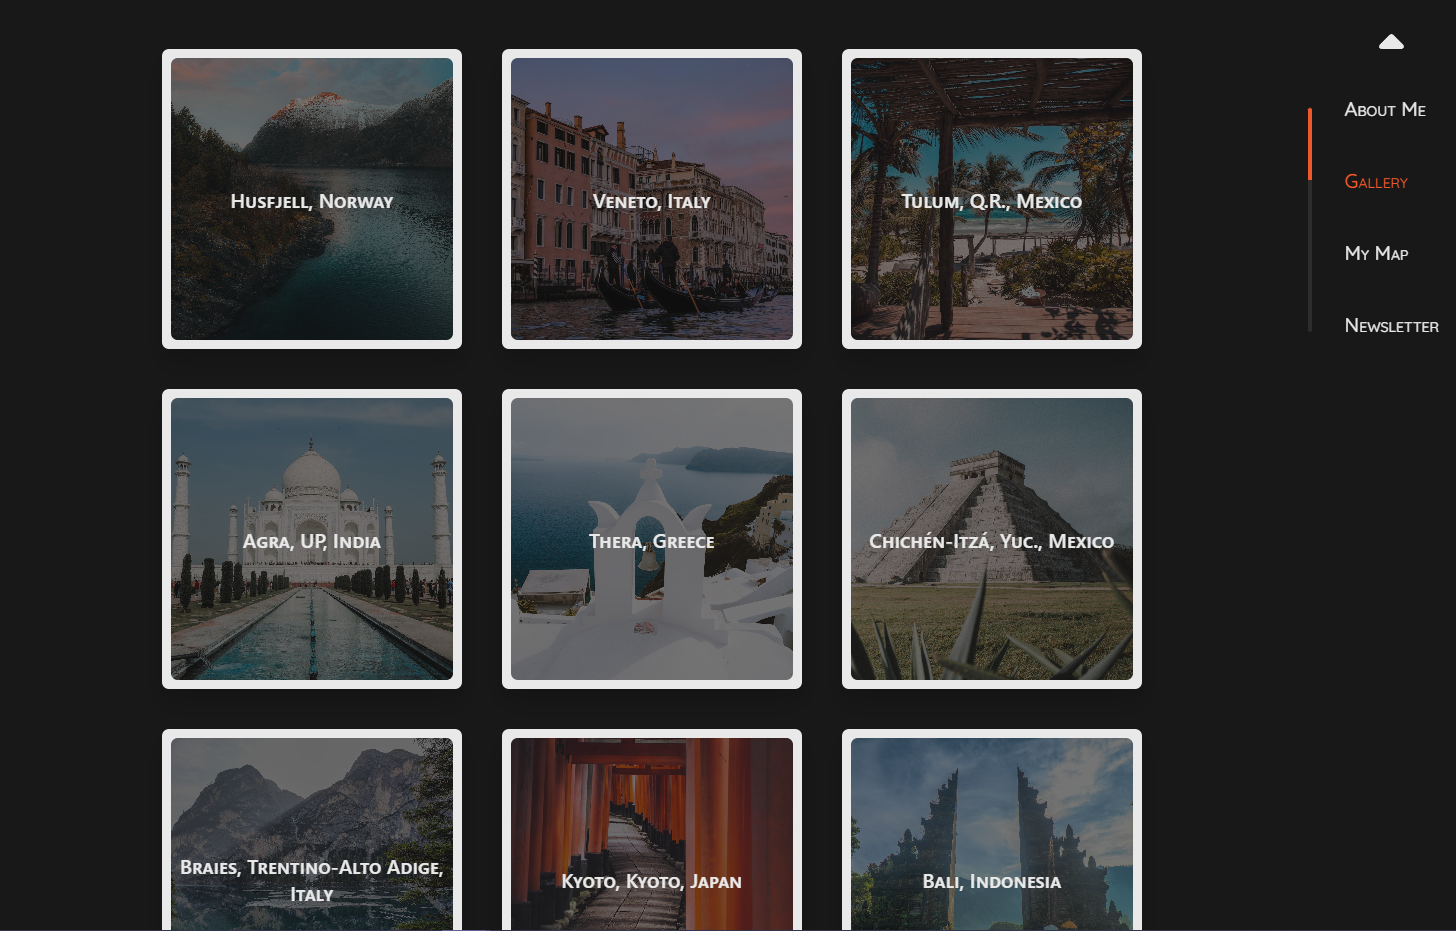 Husfjell, Norway
Veneto, Italy
Tulum, Q.R., Mexico
Agra, UP, India
Thera, Greece
Chichén-Itzá, Yuc., Mexico
Braies, Trentino-Alto Adige,
Italy
Kyoto, Kyoto, Japan
Bali, Indonesia
About Me
Gallery
My Map
Newsletter